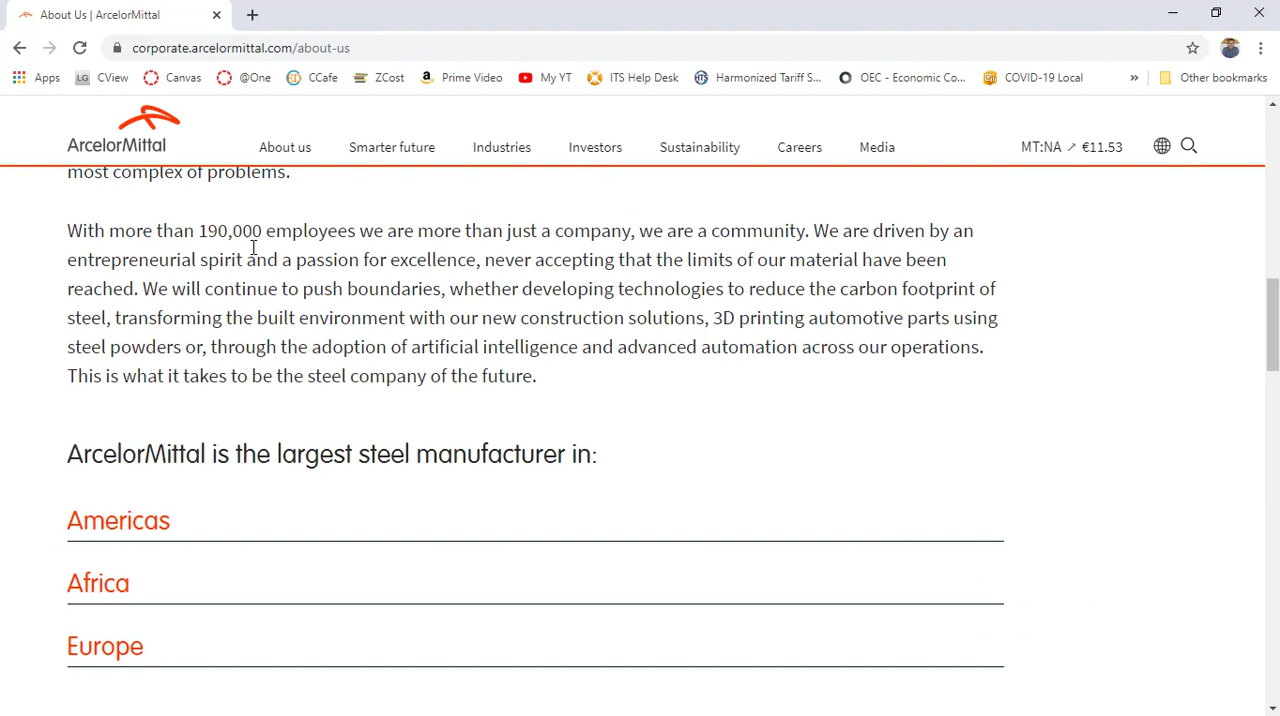 About Us | ArcelorMittal
corporate.arcelormittal.com/about-us
Apps CView Canvas @One CCafe ZCost Prime Video My YT ITS Help Desk Harmonized Tariff S... OEC - Economic Co... COVID-19 Local » Other bookmarks
ArcelorMittal About us Smarter future Industries Investors Sustainability Careers Media MT:NA ↗ €11.53
most complex of problems.
With more than 190,000 employees we are more than just a company, we are a community. We are driven by an
entrepreneurial spirit and a passion for excellence, never accepting that the limits of our material have been
reached. We will continue to push boundaries, whether developing technologies to reduce the carbon footprint of
steel, transforming the built environment with our new construction solutions, 3D printing automotive parts using
steel powders or, through the adoption of artificial intelligence and advanced automation across our operations.
This is what it takes to be the steel company of the future.
ArcelorMittal is the largest steel manufacturer in:
Americas
Africa
Europe